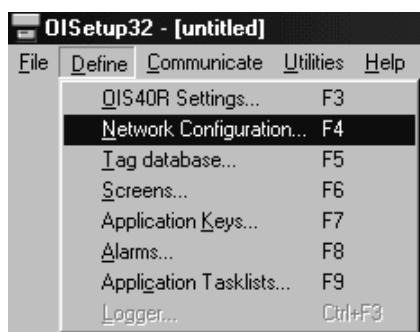 OISetup32 - [untitled]
File Define Communicate Utilities Help
OIS40R Settings... F3
Network Configuration... F4
Tag database... F5
Screens... F6
Application Keys... F7
Alarms... F8
Application Tasklists... F9
Logger... Ctrl+F3